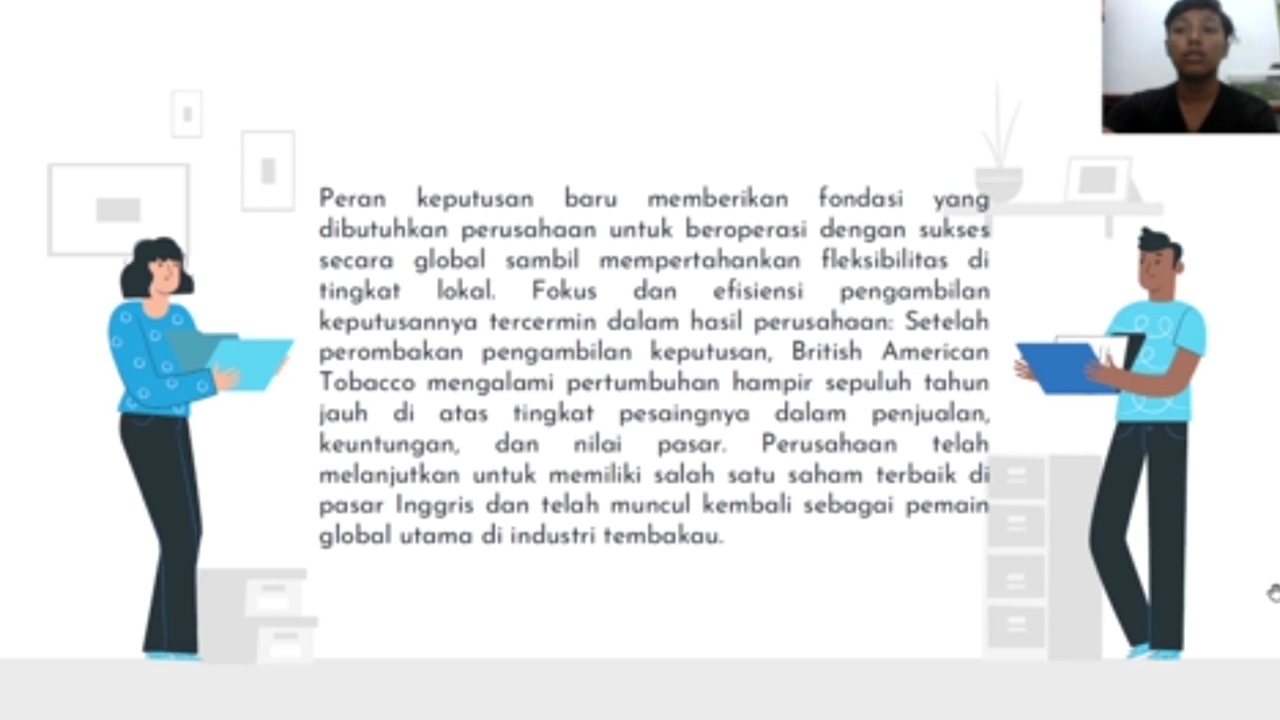 Peran keputusan baru memberikan fondasi yang
dibutuhkan perusahaan untuk beroperasi dengan sukses
secara global sambil mempertahankan fleksibilitas di
tingkat lokal. Fokus dan efisiensi pengambilan
keputusannya tercermin dalam hasil perusahaan: Setelah
perombakan pengambilan keputusan, British American
Tobacco mengalami pertumbuhan hampir sepuluh tahun
jauh di atas tingkat pesaingnya dalam penjualan,
keuntungan, dan nilai pasar. Perusahaan telah
melanjutkan untuk memiliki salah satu saham terbaik di
pasar Inggris dan telah muncul kembali sebagai pemain
global utama di industri tembakau.